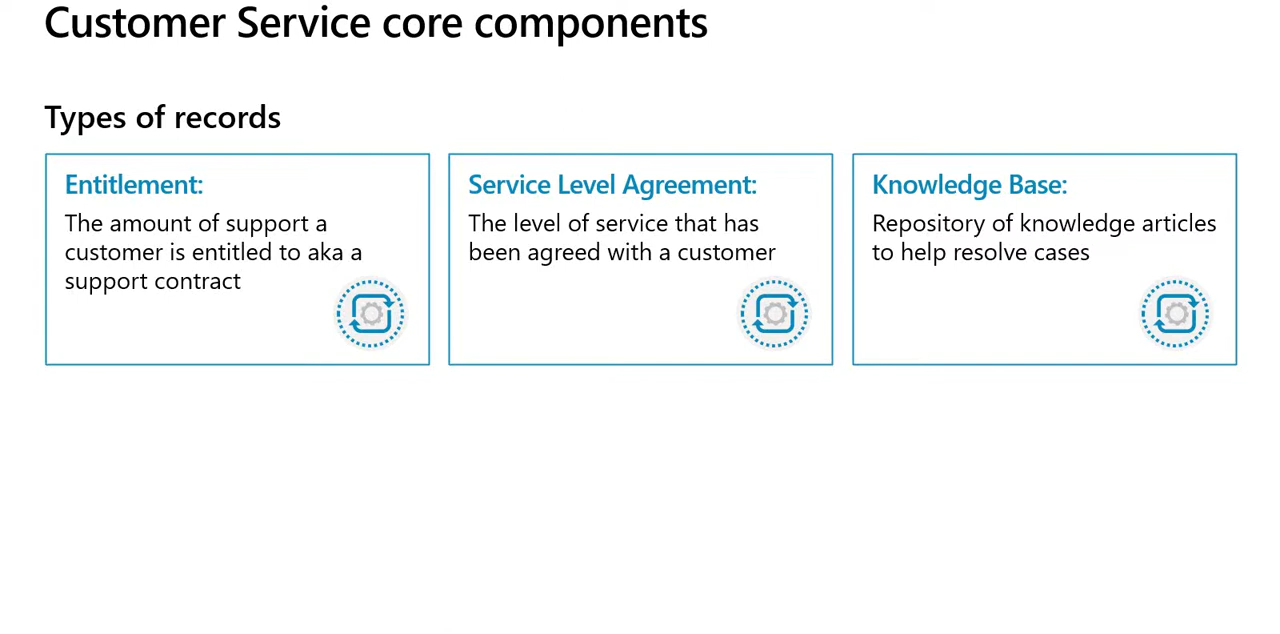 Customer Service core components
Types of records
Entitlement:
The amount of support a
customer is entitled to aka a
support contract
Service Level Agreement:
The level of service that has
been agreed with a customer
Knowledge Base:
Repository of knowledge articles
to help resolve cases